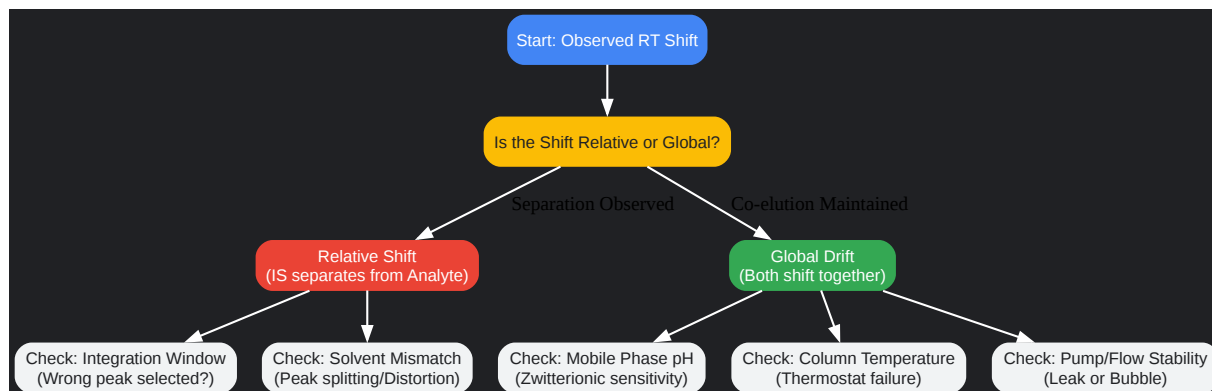 Start: Observed RT Shift
Is the Shift Relative or Global?
Separation Observed
Co-elution Maintained
Relative Shift
(IS separates from Analyte)
Global Drift
(Both shift together)
Check: Integration Window
(Wrong peak selected?)
Check: Solvent Mismatch
(Peak splitting/Distortion)
Check: Mobile Phase pH
(Zwitterionic sensitivity)
Check: Column Temperature
(Thermostat failure)
Check: Pump/Flow Stability
(Leak or Bubble)